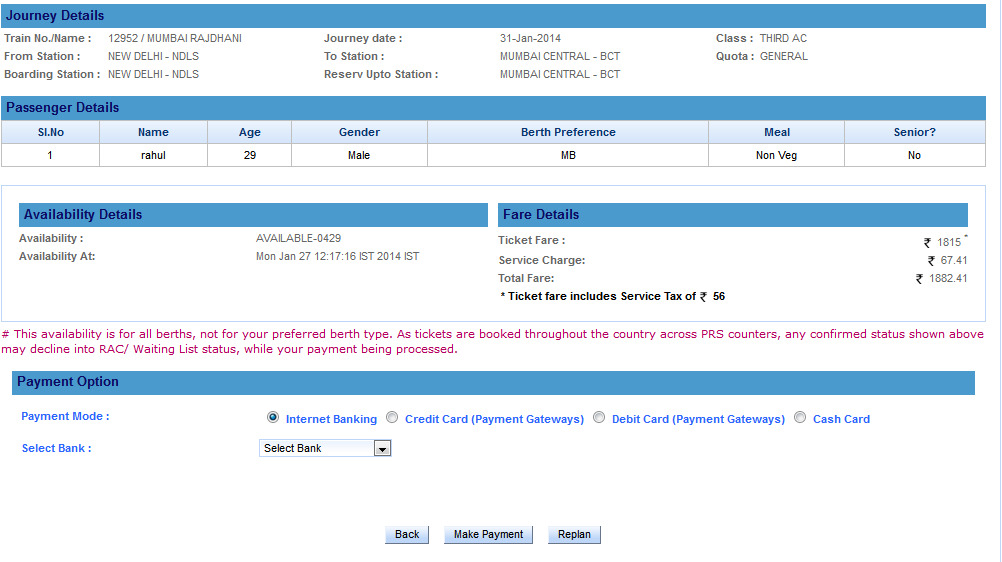 Journey Details
Train No./Name : 12952 / MUMBAI RAJDHANI Journey date : 31-Jan-2014 Class : THIRD AC
From Station : NEW DELHI - NDLS To Station : MUMBAI CENTRAL - BCT Quota : GENERAL
Boarding Station : NEW DELHI - NDLS Reserv Upto Station : MUMBAI CENTRAL - BCT
Passenger Details
Sl.No Name Age Gender Berth Preference Meal Senior?
1 rahul 29 Male MB Non Veg No
Availability Details
Availability : AVAILABLE-0429
Availability At: Mon Jan 27 12:17:16 IST 2014 IST
Fare Details
Ticket Fare : ₹ 1815 *
Service Charge: ₹ 67.41
Total Fare: ₹ 1882.41
* Ticket fare includes Service Tax of ₹ 56
# This availability is for all berths, not for your preferred berth type. As tickets are booked throughout the country across PRS counters, any confirmed status shown above
may decline into RAC/ Waiting List status, while your payment being processed.
Payment Option
Payment Mode : Internet Banking Credit Card (Payment Gateways) Debit Card (Payment Gateways) Cash Card
Select Bank : Select Bank
Back Make Payment Replan